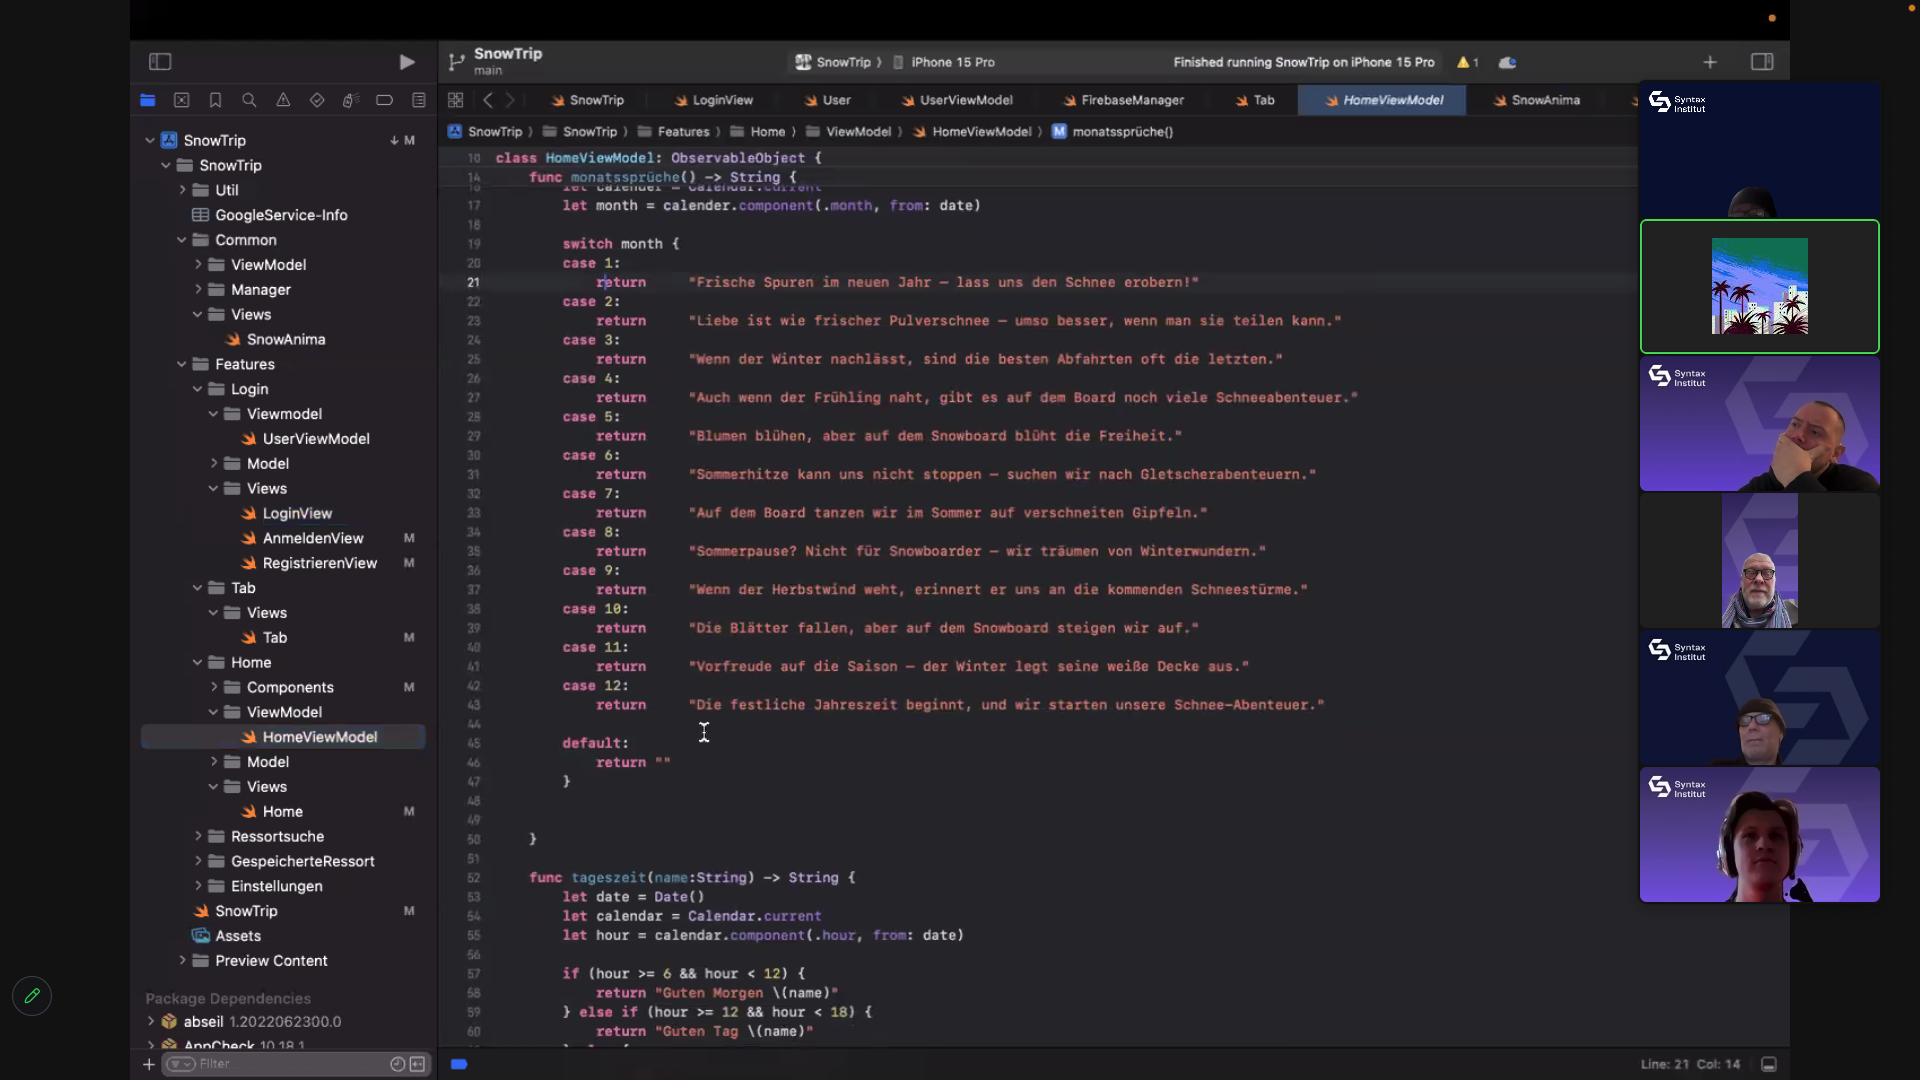 SnowTrip
main
SnowTrip
iPhone 15 Pro
Finished running SnowTrip on iPhone 15 Pro
1
SnowTrip
LoginView
User
UserViewModel
FirebaseManager
Tab
HomeViewModel
SnowAnima
SnowTrip
SnowTrip
Features
Home
ViewModel
HomeViewModel
M
monatssprüche()
SnowTrip
M
SnowTrip
Util
GoogleService-Info
Common
ViewModel
Manager
Views
SnowAnima
Features
Login
Viewmodel
UserViewModel
Model
Views
LoginView
AnmeldenView M
RegistrierenView M
Tab
Views
Tab M
Home
Components M
ViewModel
HomeViewModel
Model
Views
Home M
Ressortsuche
GespeicherteRessort
Einstellungen
SnowTrip M
Assets
Preview Content
Package Dependencies
abseil 1.2022062300.0
AppCheck 10.18.1
Filter
10 class HomeViewModel: ObservableObject {
14 func monatssprüche() -> String {
16 let calender = Calendar.current
17 let month = calender.component(.month, from: date)
18
19 switch month {
20 case 1:
21 return "Frische Spuren im neuen Jahr – lass uns den Schnee erobern!"
22 case 2:
23 return "Liebe ist wie frischer Pulverschnee – umso besser, wenn man sie teilen kann."
24 case 3:
25 return "Wenn der Winter nachlässt, sind die besten Abfahrten oft die letzten."
26 case 4:
27 return "Auch wenn der Frühling naht, gibt es auf dem Board noch viele Schneeabenteuer."
28 case 5:
29 return "Blumen blühen, aber auf dem Snowboard blüht die Freiheit."
30 case 6:
31 return "Sommerhitze kann uns nicht stoppen – suchen wir nach Gletscherabenteuern."
32 case 7:
33 return "Auf dem Board tanzen wir im Sommer auf verschneiten Gipfeln."
34 case 8:
35 return "Sommerpause? Nicht für Snowboarder – wir träumen von Winterwundern."
36 case 9:
37 return "Wenn der Herbstwind weht, erinnert er uns an die kommenden Schneestürme."
38 case 10:
39 return "Die Blätter fallen, aber auf dem Snowboard steigen wir auf."
40 case 11:
41 return "Vorfreude auf die Saison – der Winter legt seine weiße Decke aus."
42 case 12:
43 return "Die festliche Jahreszeit beginnt, und wir starten unsere Schnee-Abenteuer."
44
45 default:
46 return ""
47 }
48
49
50 }
51
52 func tageszeit(name:String) -> String {
53 let date = Date()
54 let calendar = Calendar.current
55 let hour = calendar.component(.hour, from: date)
56
57 if (hour >= 6 && hour < 12) {
58 return "Guten Morgen \(name)"
59 } else if (hour >= 12 && hour < 18) {
60 return "Guten Tag \(name)"
Line: 21 Col: 14
Syntax
Institut
Syntax
Institut
Syntax
Institut
Syntax
Institut